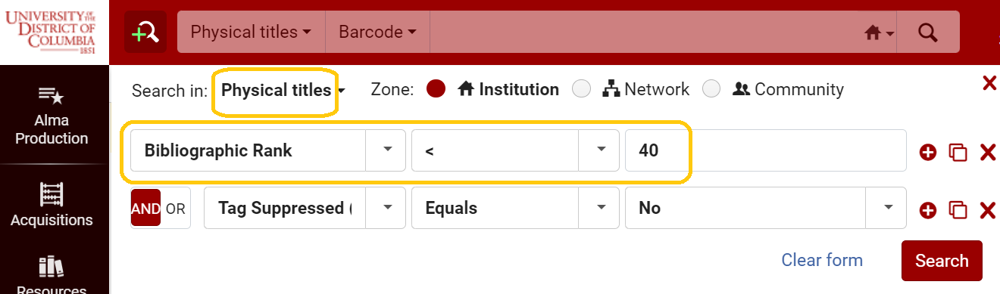 UNIVERSITY OF THE
DISTRICT OF
COLUMBIA
1851
Physical titles
Barcode
Search in: Physical titles
Zone: Institution Network Community
Alma
Production
Bibliographic Rank < 40
AND OR Tag Suppressed ( Equals No
Acquisitions
Clear form Search
Resources